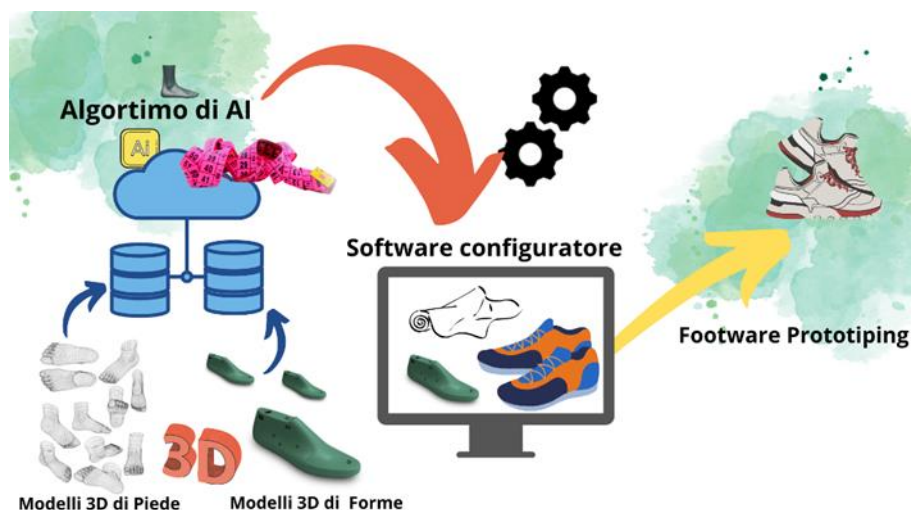 Algortimo di AI
Ai
Software configuratore
Footware Prototiping
3D
Modelli 3D di Piede
Modelli 3D di Forme